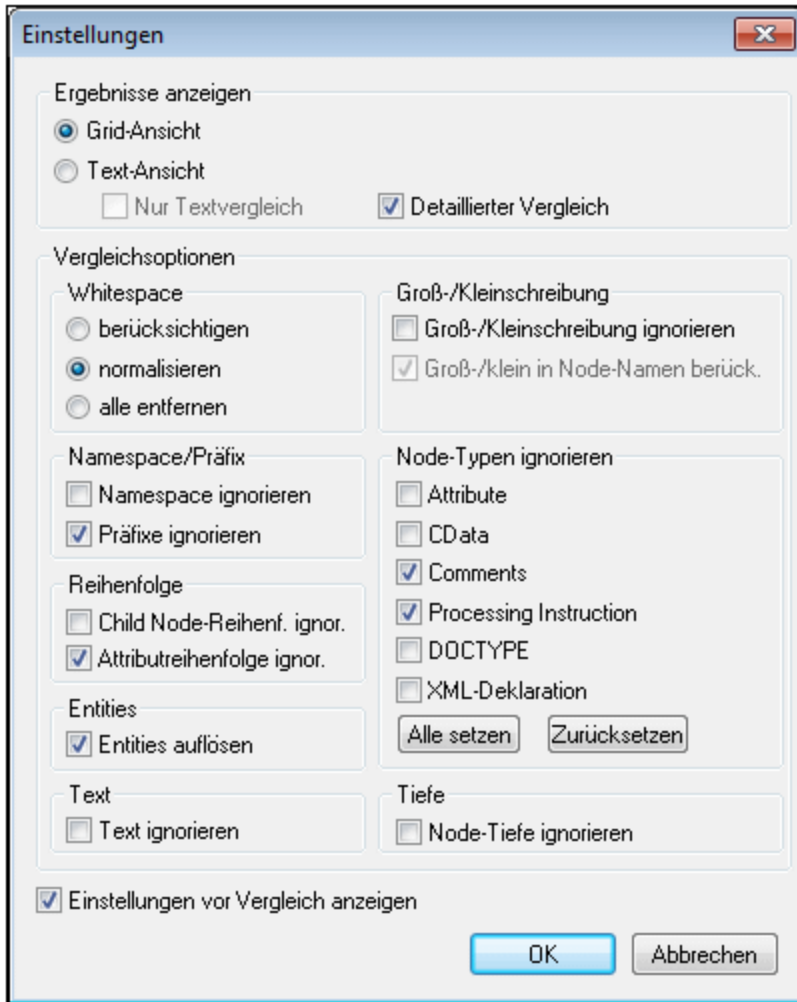 Einstellungen
Ergebnisse anzeigen
Grid-Ansicht
Text-Ansicht
Nur Textvergleich
Detaillierter Vergleich
Vergleichsoptionen
Whitespace
berücksichtigen
normalisieren
alle entfernen
Groß-/Kleinschreibung
Groß-/Kleinschreibung ignorieren
Groß-/klein in Node-Namen berück.
Namespace/Präfix
Namespace ignorieren
Präfixe ignorieren
Node-Typen ignorieren
Attribute
CData
Comments
Processing Instruction
DOCTYPE
XML-Deklaration
Alle setzen
Zurücksetzen
Reihenfolge
Child Node-Reihenf. ignor.
Attributreihenfolge ignor.
Entities
Entities auflösen
Text
Text ignorieren
Tiefe
Node-Tiefe ignorieren
Einstellungen vor Vergleich anzeigen
OK
Abbrechen